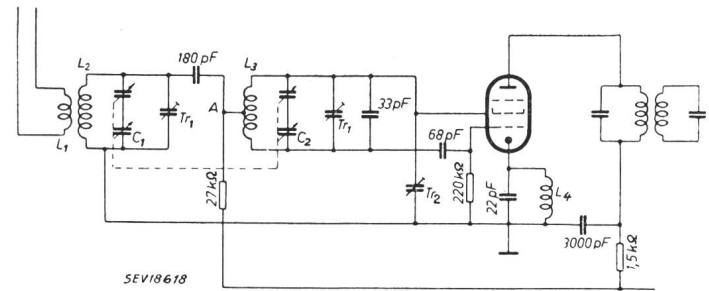 180 pF
L2
L3
A
Tr1
C1
L1
C2
Tr1
33pF
68pF
27kΩ
Tr2
220kΩ
22pF
L4
3000pF
1,5kΩ
SEV18618